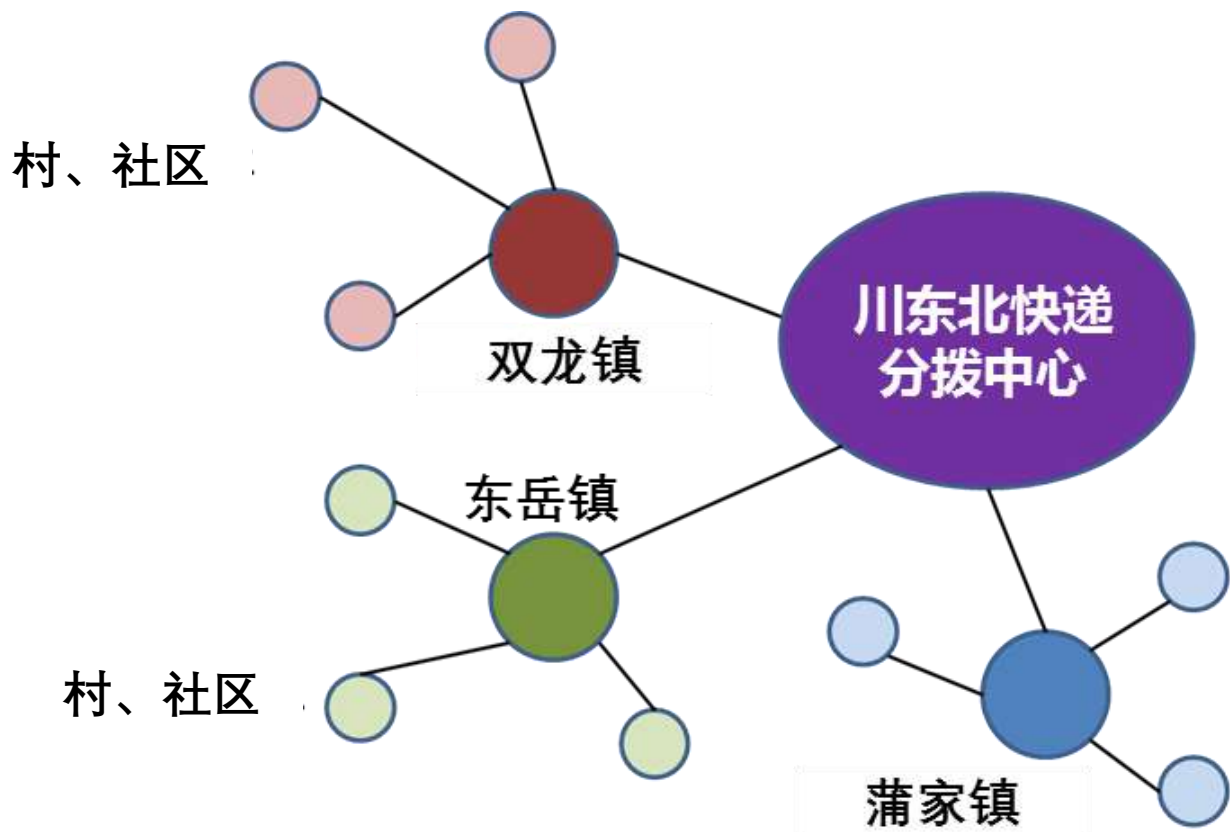 村、社区
双龙镇
川东北快递
分拨中心
东岳镇
村、社区
蒲家镇